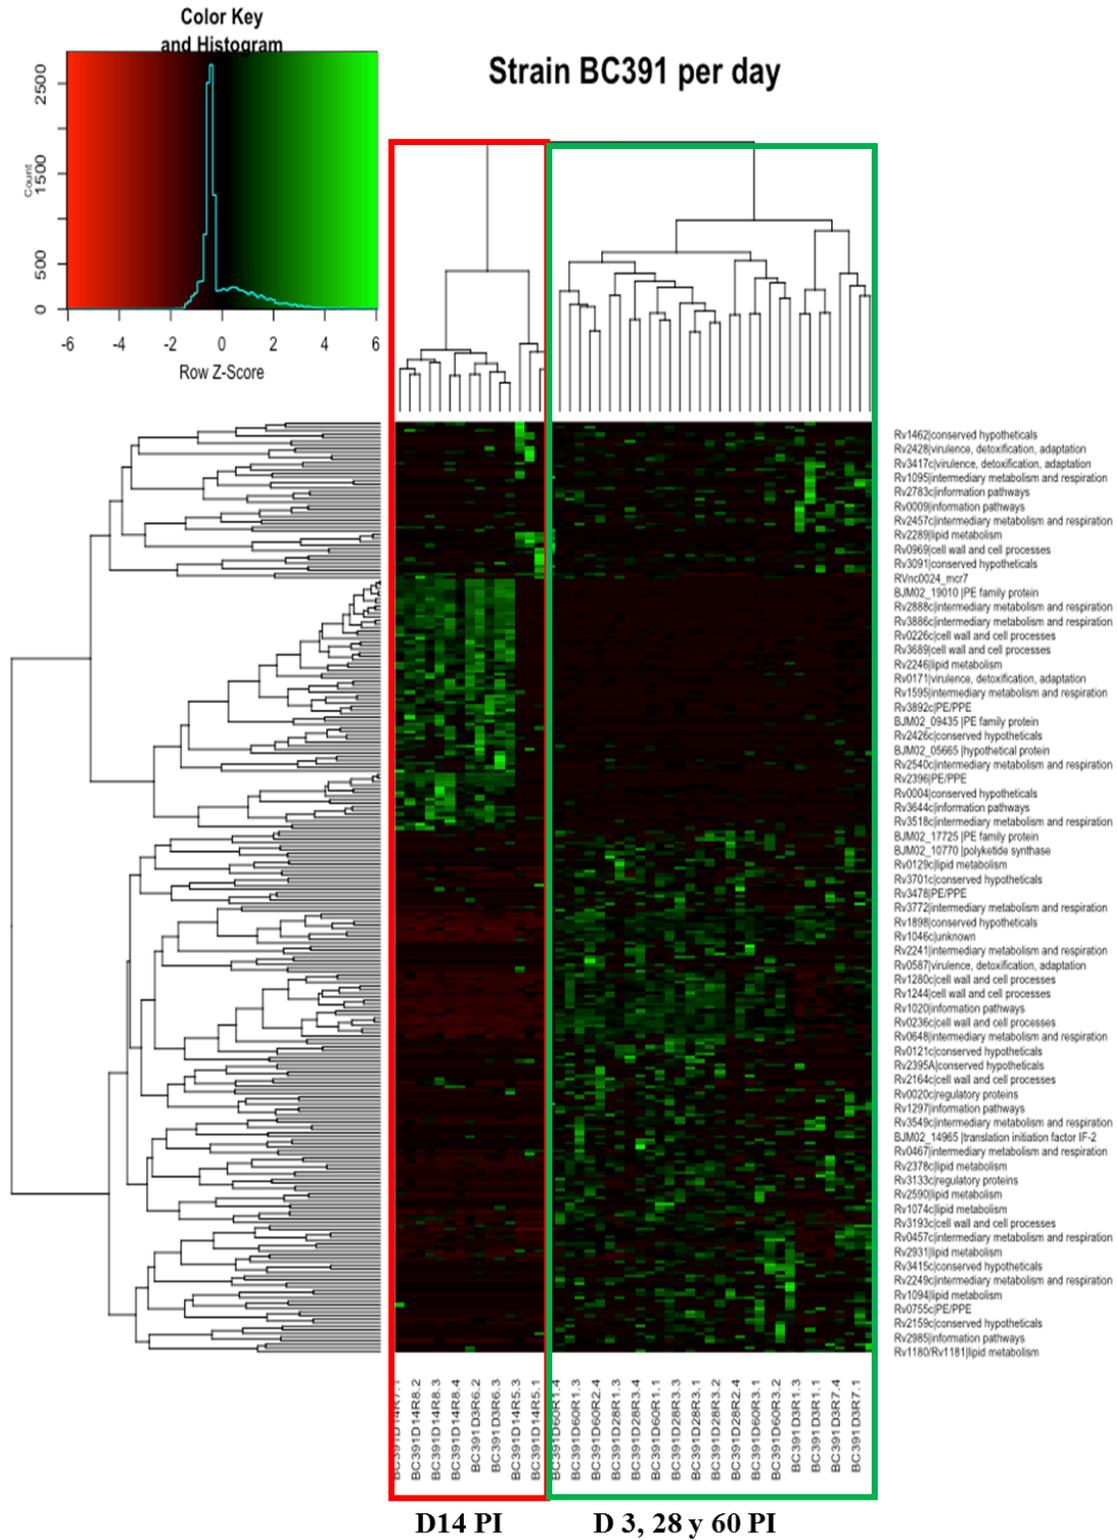 Color Key
and Histogram
Strain BC391 per day
Count
0 500 1500 2500
-6 -4 -2 0 2 4 6
Row Z-Score
Rv1462|conserved hypotheticals
Rv2428|virulence, detoxification, adaptation
Rv3417c|virulence, detoxification, adaptation
Rv1095|intermediary metabolism and respiration
Rv2783c|information pathways
Rv0009|information pathways
Rv2457c|intermediary metabolism and respiration
Rv2289|lipid metabolism
Rv0969|cell wall and cell processes
Rv3091|conserved hypotheticals
RVnc0024_mcr7
BJM02_19010 |PE family protein
Rv2888c|intermediary metabolism and respiration
Rv3886c|intermediary metabolism and respiration
Rv0226c|cell wall and cell processes
Rv3689|cell wall and cell processes
Rv2246|lipid metabolism
Rv0171|virulence, detoxification, adaptation
Rv1595|intermediary metabolism and respiration
Rv3892c|PE/PPE
BJM02_09435 |PE family protein
Rv2426c|conserved hypotheticals
BJM02_05665 |hypothetical protein
Rv2540c|intermediary metabolism and respiration
Rv2396|PE/PPE
Rv0004|conserved hypotheticals
Rv3644c|information pathways
Rv3518c|intermediary metabolism and respiration
BJM02_17725 |PE family protein
BJM02_10770 |polyketide synthase
Rv0129c|lipid metabolism
Rv3701c|conserved hypotheticals
Rv3478|PE/PPE
Rv3772|intermediary metabolism and respiration
Rv1898|conserved hypotheticals
Rv1046c|unknown
Rv2241|intermediary metabolism and respiration
Rv0587|virulence, detoxification, adaptation
Rv1280c|cell wall and cell processes
Rv1244|cell wall and cell processes
Rv1020|information pathways
Rv0236c|cell wall and cell processes
Rv0648|intermediary metabolism and respiration
Rv0121c|conserved hypotheticals
Rv2395A|conserved hypotheticals
Rv2164c|cell wall and cell processes
Rv0020c|regulatory proteins
Rv1297|information pathways
Rv3549c|intermediary metabolism and respiration
BJM02_14965 |translation initiation factor IF-2
Rv0467|intermediary metabolism and respiration
Rv2378c|lipid metabolism
Rv3133c|regulatory proteins
Rv2590|lipid metabolism
Rv1074c|lipid metabolism
Rv3193c|cell wall and cell processes
Rv0457c|intermediary metabolism and respiration
Rv2931|lipid metabolism
Rv3415c|conserved hypotheticals
Rv2249c|intermediary metabolism and respiration
Rv1094|lipid metabolism
Rv0755c|PE/PPE
Rv2159c|conserved hypotheticals
Rv2985|information pathways
Rv1180/Rv1181|lipid metabolism
BC391D14R7.1
BC391D14R8.2
BC391D14R8.3
BC391D14R8.4
BC391D3R6.2
BC391D3R6.3
BC391D14R5.3
BC391D14R5.1
BC391D60R1.4
BC391D60R1.3
BC391D60R2.4
BC391D28R1.3
BC391D28R3.4
BC391D60R1.1
BC391D28R3.3
BC391D28R3.1
BC391D28R3.2
BC391D28R2.4
BC391D60R3.1
BC391D60R3.2
BC391D3R1.3
BC391D3R1.1
BC391D3R7.4
BC391D3R7.1
D14 PI
D 3, 28 y 60 PI